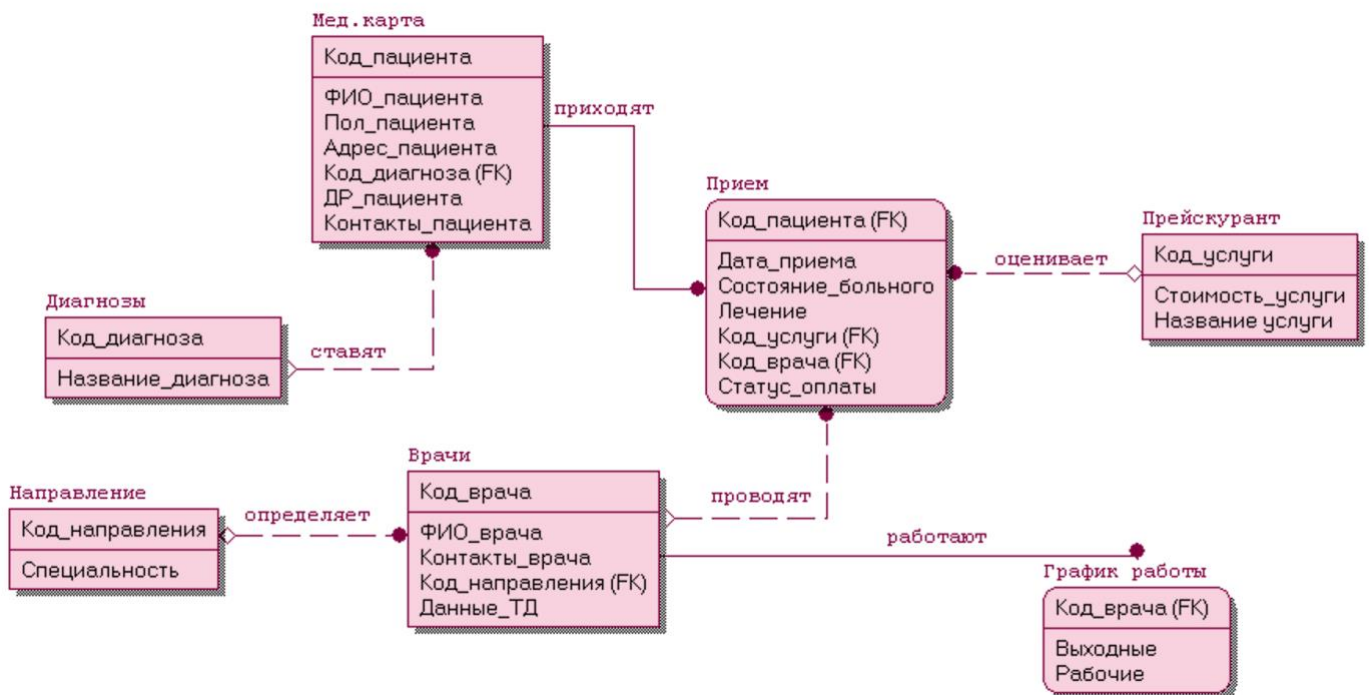 Мед.карта
Код_пациента
ФИО_пациента
Пол_пациента
Адрес_пациента
Код_диагноза (FK)
ДР_пациента
Контакты_пациента
приходят
Прием
Код_пациента (FK)
Дата_приема
Состояние_больного
Лечение
Код_услуги (FK)
Код_врача (FK)
Статус_оплаты
оценивает
Прейскурант
Код_услуги
Стоимость_услуги
Название услуги
Диагнозы
Код_диагноза
Название_диагноза
ставят
Направление
Код_направления
Специальность
определяет
Врачи
Код_врача
ФИО_врача
Контакты_врача
Код_направления (FK)
Данные_ТД
проводят
работают
График работы
Код_врача (FK)
Выходные
Рабочие